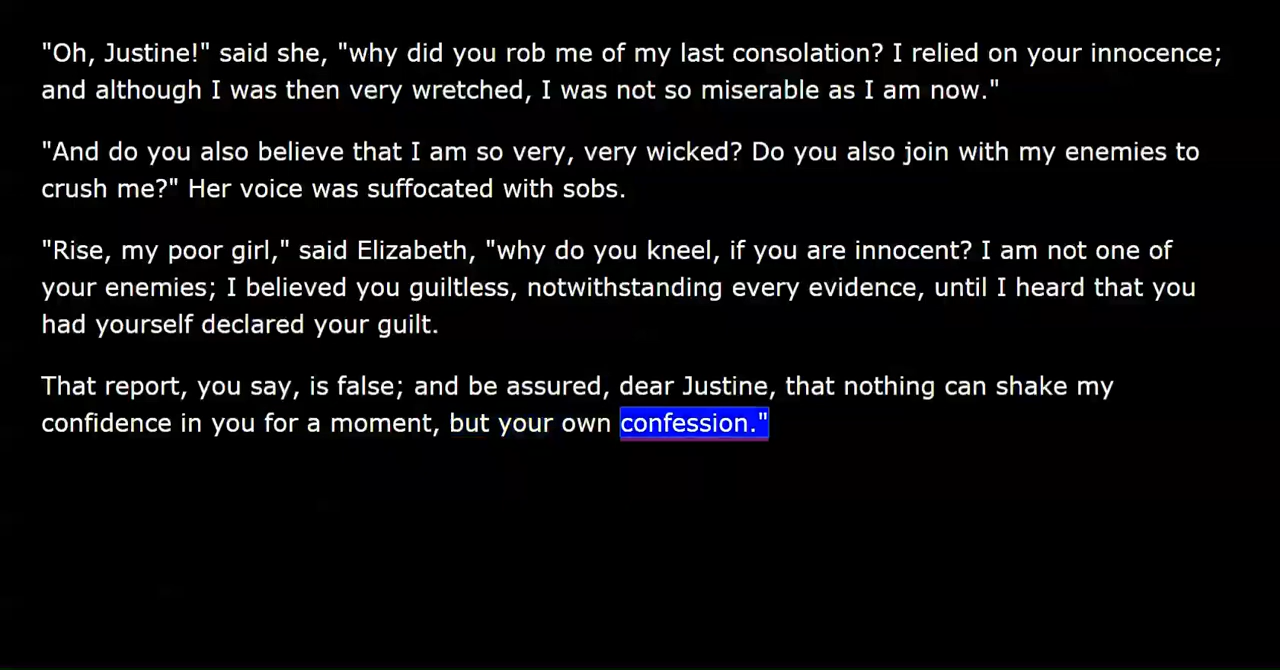 "Oh, Justine!" said she, "why did you rob me of my last consolation? I relied on your innocence;
and although I was then very wretched, I was not so miserable as I am now."
"And do you also believe that I am so very, very wicked? Do you also join with my enemies to
crush me?" Her voice was suffocated with sobs.
"Rise, my poor girl," said Elizabeth, "why do you kneel, if you are innocent? I am not one of
your enemies; I believed you guiltless, notwithstanding every evidence, until I heard that you
had yourself declared your guilt.
That report, you say, is false; and be assured, dear Justine, that nothing can shake my
confidence in you for a moment, but your own confession."